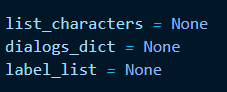 list_characters = None
dialogs_dict = None
label_list = None